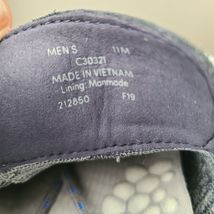 MEN'S 11M
C30321
MADE IN VIETNAM
Lining: Manmade
212850 F19